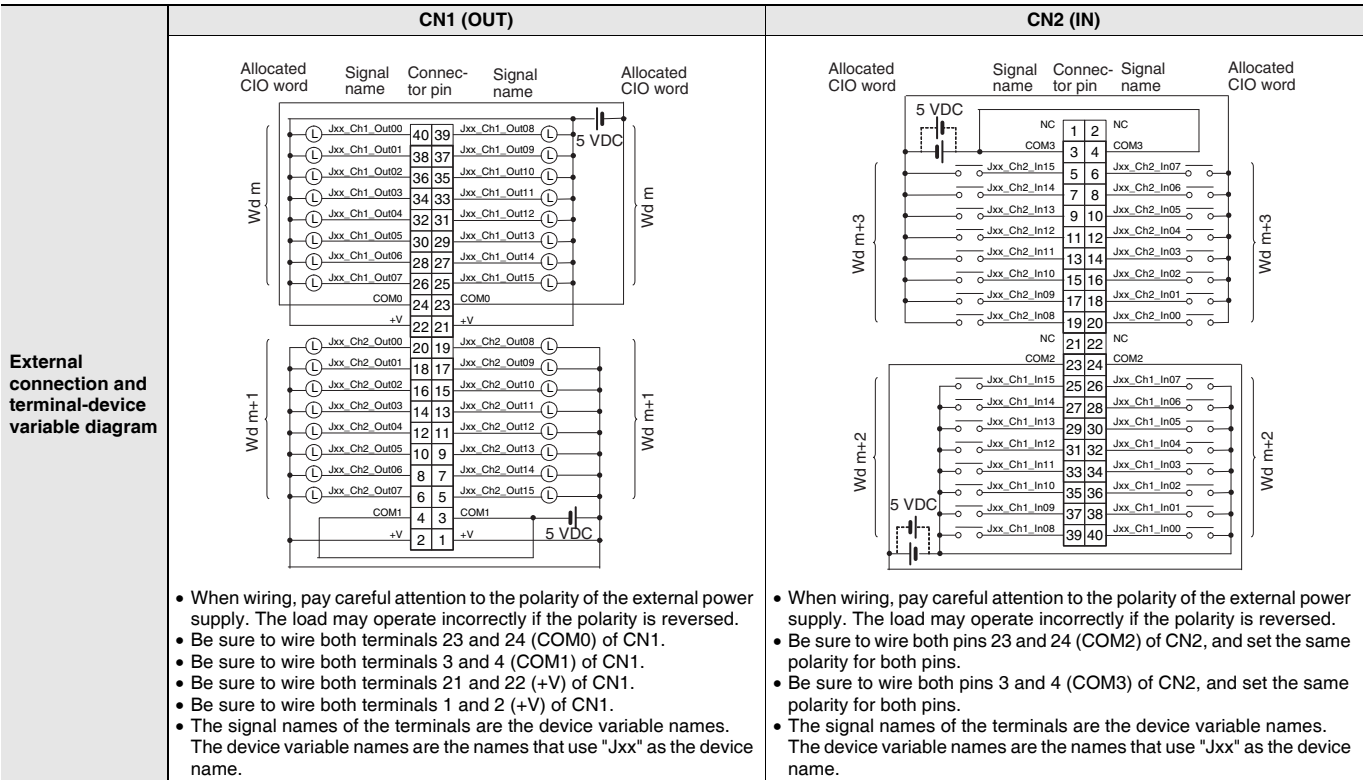 CN1 (OUT)
CN2 (IN)
External
connection and
terminal-device
variable diagram
Allocated
CIO word
Signal
name
Connec-
tor pin
Signal
name
Allocated
CIO word
5 VDC
Wd m
Wd m
Jxx_Ch1_Out00 40 39 Jxx_Ch1_Out08
Jxx_Ch1_Out01 38 37 Jxx_Ch1_Out09
Jxx_Ch1_Out02 36 35 Jxx_Ch1_Out10
Jxx_Ch1_Out03 34 33 Jxx_Ch1_Out11
Jxx_Ch1_Out04 32 31 Jxx_Ch1_Out12
Jxx_Ch1_Out05 30 29 Jxx_Ch1_Out13
Jxx_Ch1_Out06 28 27 Jxx_Ch1_Out14
Jxx_Ch1_Out07 26 25 Jxx_Ch1_Out15
COM0 24 23 COM0
+V 22 21 +V
Wd m+1
Wd m+1
Jxx_Ch2_Out00 20 19 Jxx_Ch2_Out08
Jxx_Ch2_Out01 18 17 Jxx_Ch2_Out09
Jxx_Ch2_Out02 16 15 Jxx_Ch2_Out10
Jxx_Ch2_Out03 14 13 Jxx_Ch2_Out11
Jxx_Ch2_Out04 12 11 Jxx_Ch2_Out12
Jxx_Ch2_Out05 10 9 Jxx_Ch2_Out13
Jxx_Ch2_Out06 8 7 Jxx_Ch2_Out14
Jxx_Ch2_Out07 6 5 Jxx_Ch2_Out15
COM1 4 3 COM1
+V 2 1 +V
5 VDC
• When wiring, pay careful attention to the polarity of the external power
supply. The load may operate incorrectly if the polarity is reversed.
• Be sure to wire both terminals 23 and 24 (COM0) of CN1.
• Be sure to wire both terminals 3 and 4 (COM1) of CN1.
• Be sure to wire both terminals 21 and 22 (+V) of CN1.
• Be sure to wire both terminals 1 and 2 (+V) of CN1.
• The signal names of the terminals are the device variable names.
The device variable names are the names that use "Jxx" as the device
name.
Allocated
CIO word
Signal
name
Connec-
tor pin
Signal
name
Allocated
CIO word
5 VDC
NC 1 2 NC
COM3 3 4 COM3
Wd m+3
Wd m+3
Jxx_Ch2_In15 5 6 Jxx_Ch2_In07
Jxx_Ch2_In14 7 8 Jxx_Ch2_In06
Jxx_Ch2_In13 9 10 Jxx_Ch2_In05
Jxx_Ch2_In12 11 12 Jxx_Ch2_In04
Jxx_Ch2_In11 13 14 Jxx_Ch2_In03
Jxx_Ch2_In10 15 16 Jxx_Ch2_In02
Jxx_Ch2_In09 17 18 Jxx_Ch2_In01
Jxx_Ch2_In08 19 20 Jxx_Ch2_In00
NC 21 22 NC
COM2 23 24 COM2
Wd m+2
Wd m+2
Jxx_Ch1_In15 25 26 Jxx_Ch1_In07
Jxx_Ch1_In14 27 28 Jxx_Ch1_In06
Jxx_Ch1_In13 29 30 Jxx_Ch1_In05
Jxx_Ch1_In12 31 32 Jxx_Ch1_In04
Jxx_Ch1_In11 33 34 Jxx_Ch1_In03
Jxx_Ch1_In10 35 36 Jxx_Ch1_In02
Jxx_Ch1_In09 37 38 Jxx_Ch1_In01
Jxx_Ch1_In08 39 40 Jxx_Ch1_In00
5 VDC
• When wiring, pay careful attention to the polarity of the external power
supply. The load may operate incorrectly if the polarity is reversed.
• Be sure to wire both pins 23 and 24 (COM2) of CN2, and set the same
polarity for both pins.
• Be sure to wire both pins 3 and 4 (COM3) of CN2, and set the same
polarity for both pins.
• The signal names of the terminals are the device variable names.
The device variable names are the names that use "Jxx" as the device
name.